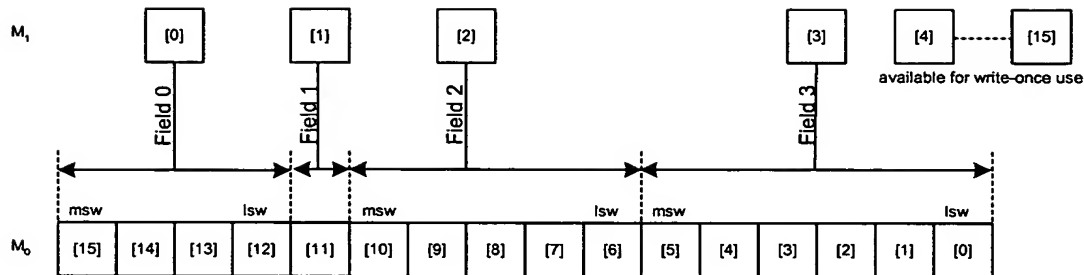 M₁ [0] [1] [2] [3] [4] [15]
available for write-once use
Field 0 Field 1 Field 2 Field 3
msw lsw msw lsw msw lsw
M₀ [15] [14] [13] [12] [11] [10] [9] [8] [7] [6] [5] [4] [3] [2] [1] [0]